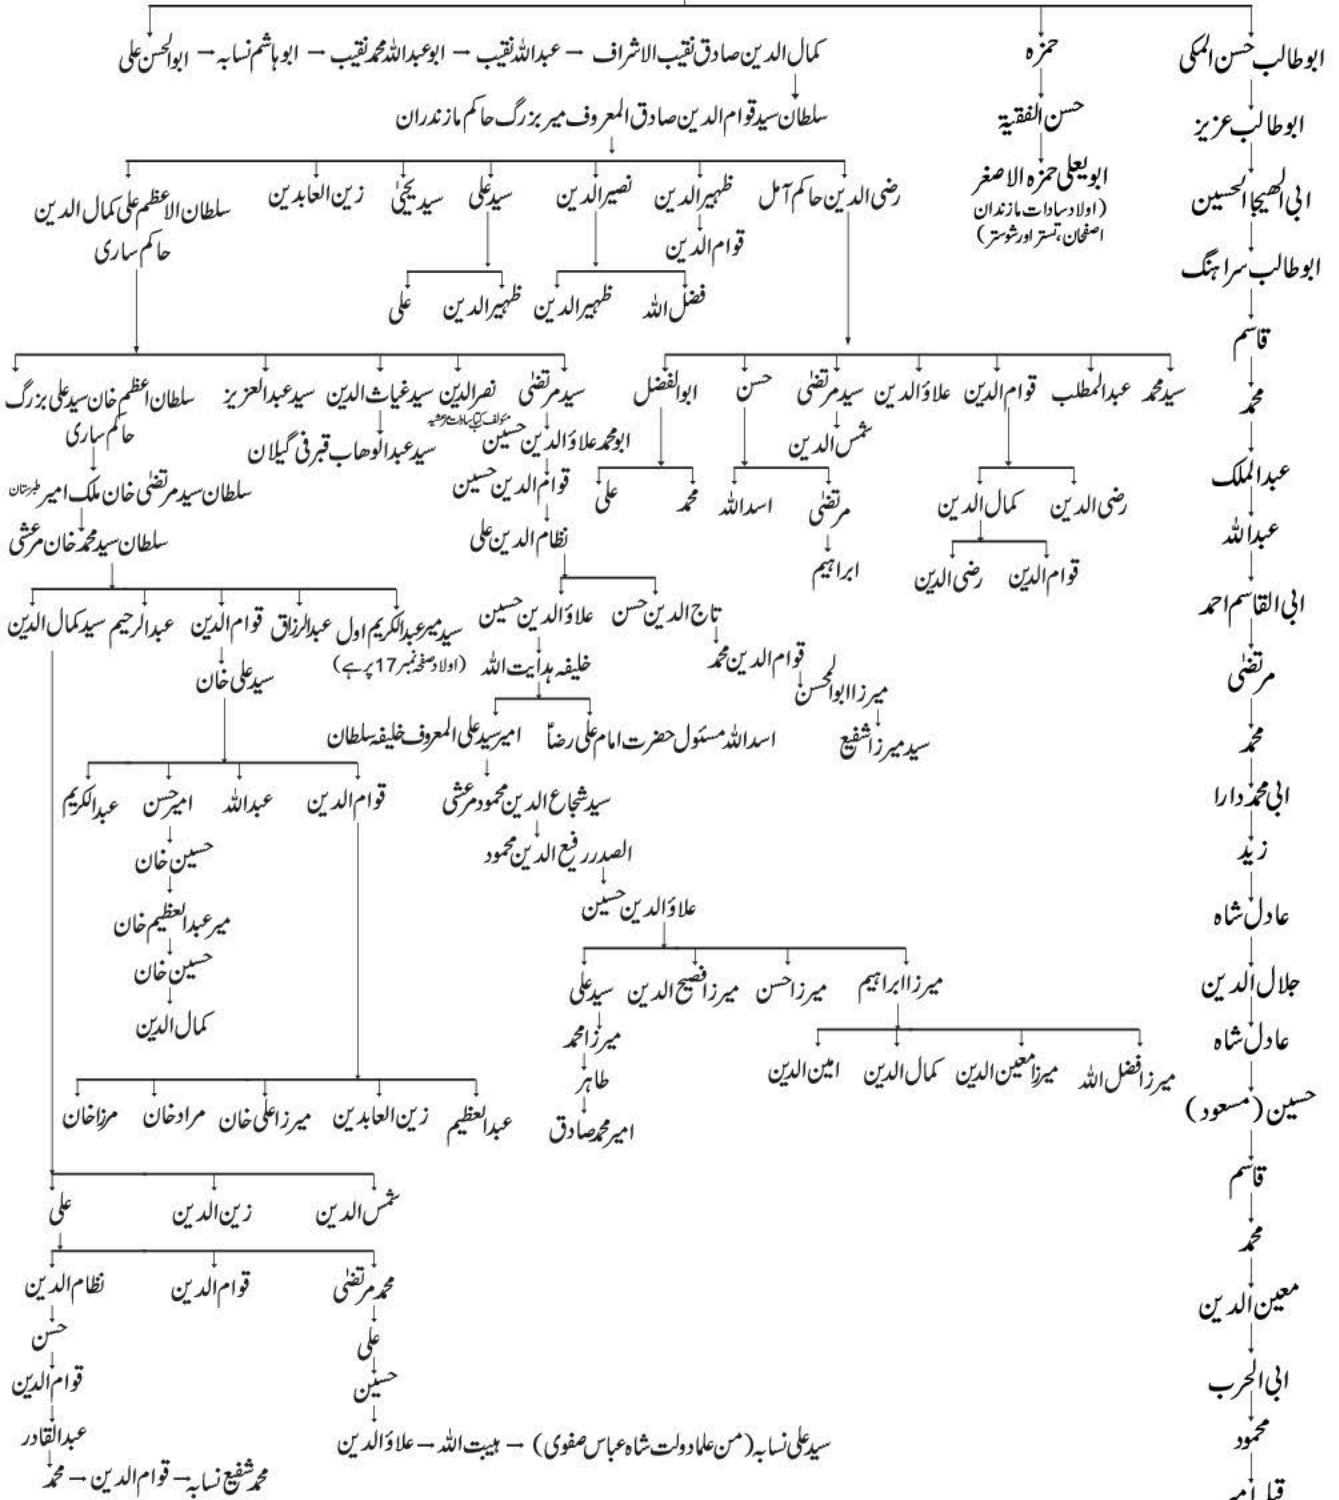 ابوطالب حسن المکی
حمزہ
کمال الدین صادق نقیب الاشراف → عبداللہ نقیب → ابوعبداللہ محمد نقیب → ابوہاشم نسابہ → ابوالحسن علی
ابوطالب عزیز
حسن الفقیۃ
سلطان سید قوام الدین صادق المعروف میر بزرگ حاکم مازندران
ابی الھیجا الحسین
ابو یعلی حمزہ الاصغر
(اولاد سادات مازندان
اصفحان، تستر اور شوستر)
رضی الدین حاکم آمل
ظہیر الدین
نصیر الدین
سید علی
سید یحییٰ
زین العابدین
سلطان الاعظم علی کمال الدین
حاکم ساری
قوام الدین
ابوطالب سراہنگ
فضل اللہ
ظہیر الدین
ظہیر الدین
علی
قاسم
سید محمد
عبدالمطلب
قوام الدین
علاؤ الدین
سید مرتضیٰ
حسن
ابوالفضل
سید مرتضیٰ
نصر الدین
سید غیاث الدین
سید عبدالعزیز
سلطان اعظم خان سید علی بزرگ
حاکم ساری
محمد
شمس الدین
ابو محمد علاؤ الدین حسین
سید عبدالوھاب قبر فی گیلان
عبدالملک
رضی الدین
کمال الدین
مرتضیٰ
اسد اللہ
محمد
علی
قوام الدین حسین
سلطان سید مرتضیٰ خان ملک امیر طبرستان
عبداللہ
نظام الدین علی
سلطان سید محمد خان مرعشی
قوام الدین
رضی الدین
ابراہیم
ابی القاسم احمد
تاج الدین حسن
علاؤ الدین حسین
سید میر عبدالکریم اول
(اولاد صفحہ نمبر 17 پر ہے)
عبدالرزاق
قوام الدین
عبدالرحیم
سید کمال الدین
مرتضیٰ
قوام الدین محمد
خلیفہ ہدایت اللہ
سید علی خان
میرزا ابوالحسن
محمد
سید میرزا شفیع
اسد اللہ مسئول حضرت امام علی رضاؑ
امیر سید علی المعروف خلیفہ سلطان
ابی محمد دارا
سید شجاع الدین محمود مرعشی
قوام الدین
عبداللہ
امیر حسن
عبدالکریم
زید
الصدر رفیع الدین محمود
حسین خان
عادل شاہ
علاؤ الدین حسین
میر عبدالعظیم خان
جلال الدین
میرزا ابراہیم
میرزا حسن
میرزا فصیح الدین
سید علی
حسین خان
عادل شاہ
میرزا محمد
کمال الدین
میرزا فضل اللہ
میرزا معین الدین
کمال الدین
امین الدین
طاہر
حسین (مسعود)
امیر محمد صادق
عبدالعظیم
زین العابدین
میرزا علی خان
مراد خان
مرزا خان
قاسم
شمس الدین
زین الدین
علی
محمد
معین الدین
محمد مرتضیٰ
قوام الدین
نظام الدین
علی
حسن
ابی الحرب
حسین
قوام الدین
محمود
سید علی نسابہ (من علما دولت شاہ عباس صفوی) → ہیبت اللہ → علاؤ الدین
عبدالقادر
محمد شفیع نسابہ → قوام الدین → محمد